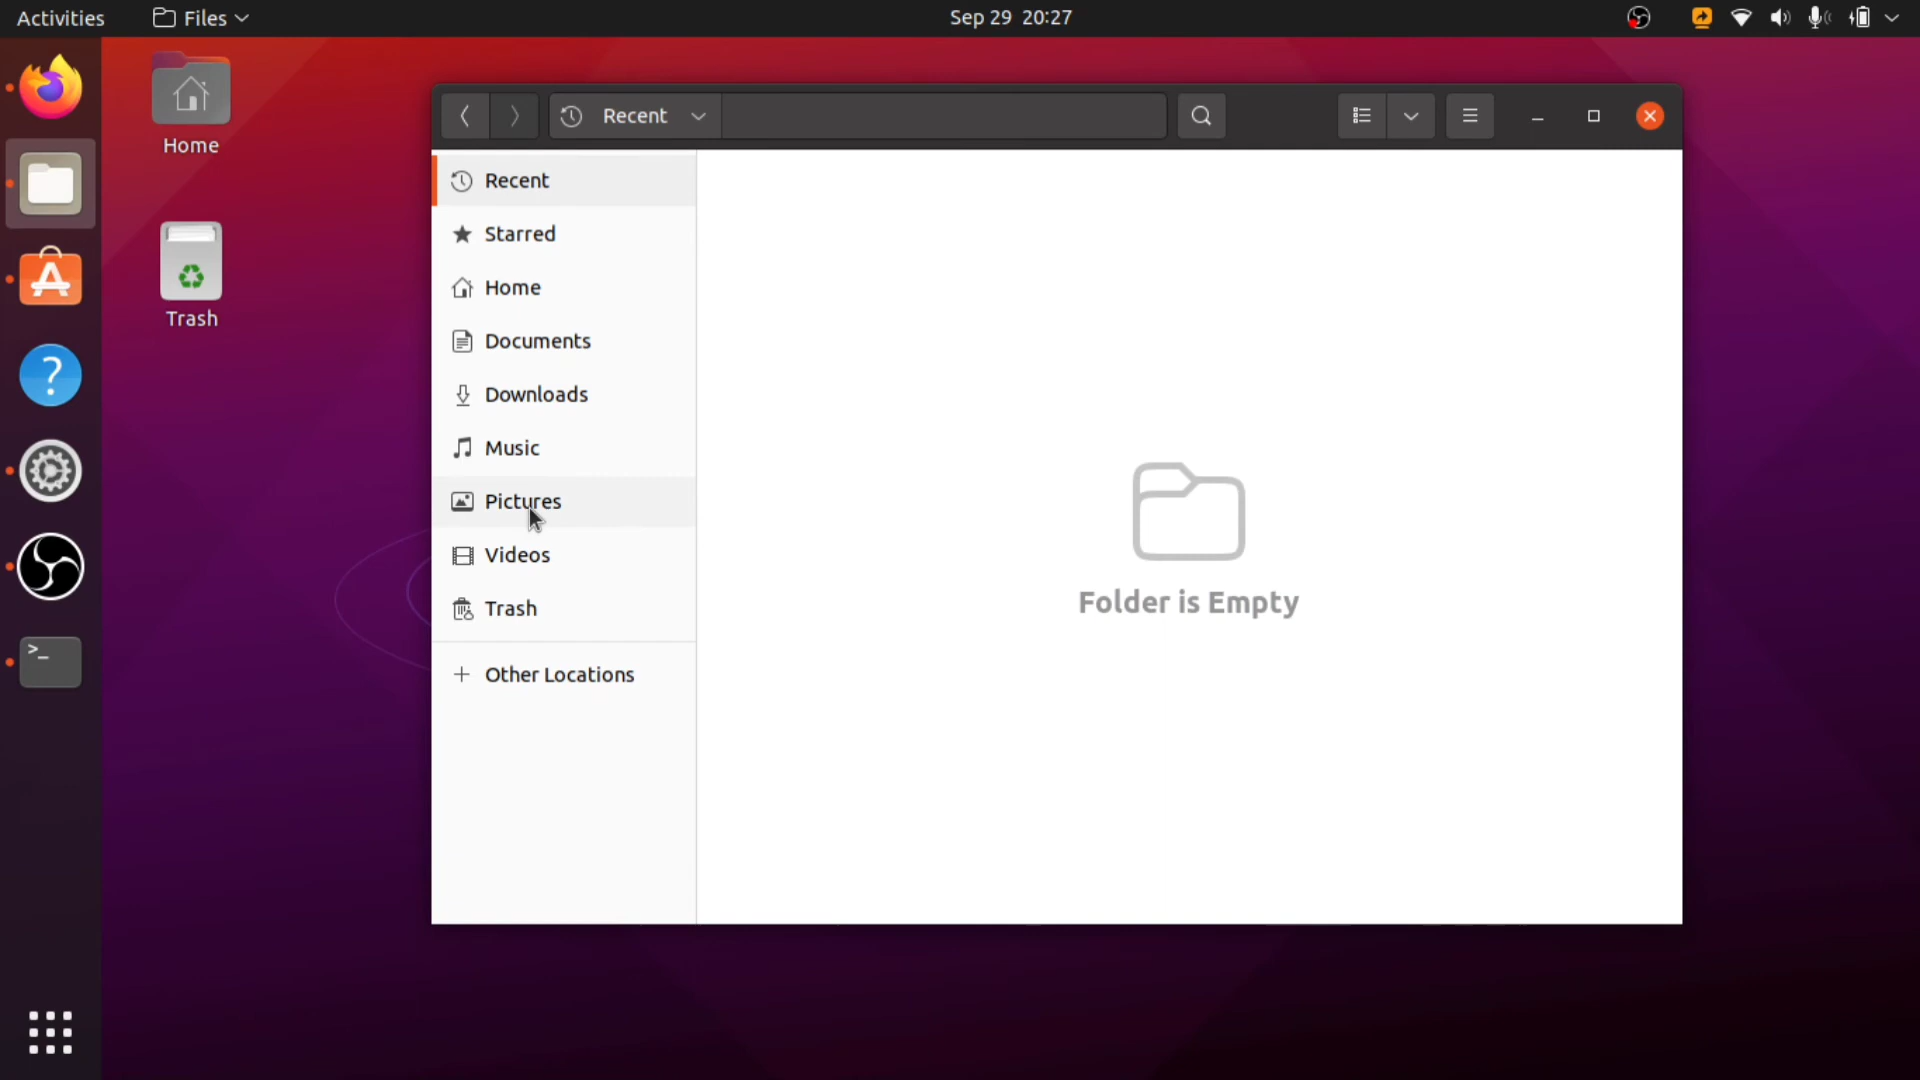 Activities
Files
Sep 29 20:27
Home
Trash
Recent
Recent
Starred
Home
Documents
Downloads
Music
Pictures
Videos
Trash
+ Other Locations
Folder is Empty
?
>_